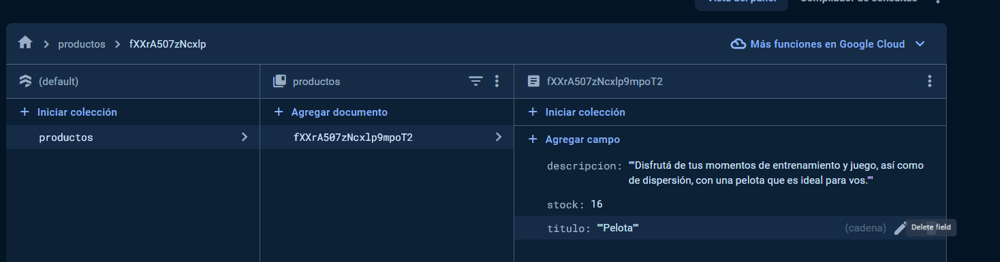 Vista del panel Compilador de consultas
productos fXXrA507zNcxlp Más funciones en Google Cloud
(default) productos fXXrA507zNcxlp9mpoT2
+ Iniciar colección + Agregar documento + Iniciar colección
productos fXXrA507zNcxlp9mpoT2
+ Agregar campo
descripcion: ""Disfrutá de tus momentos de entrenamiento y juego, así como
de dispersión, con una pelota que es ideal para vos.""
stock: 16
titulo: ""Pelota"" (cadena) Delete field